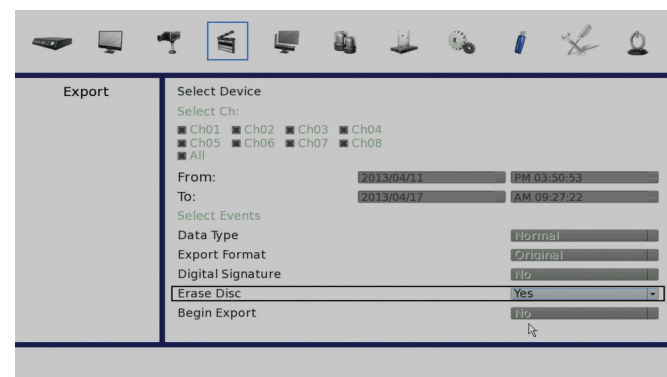 Export
Select Device
Select Ch:
Ch01 Ch02 Ch03 Ch04
Ch05 Ch06 Ch07 Ch08
All
From: 2013/04/11 PM 03:50:53
To: 2013/04/17 AM 09:27:22
Select Events
Data Type Normal
Export Format Original
Digital Signature No
Erase Disc Yes
Begin Export No